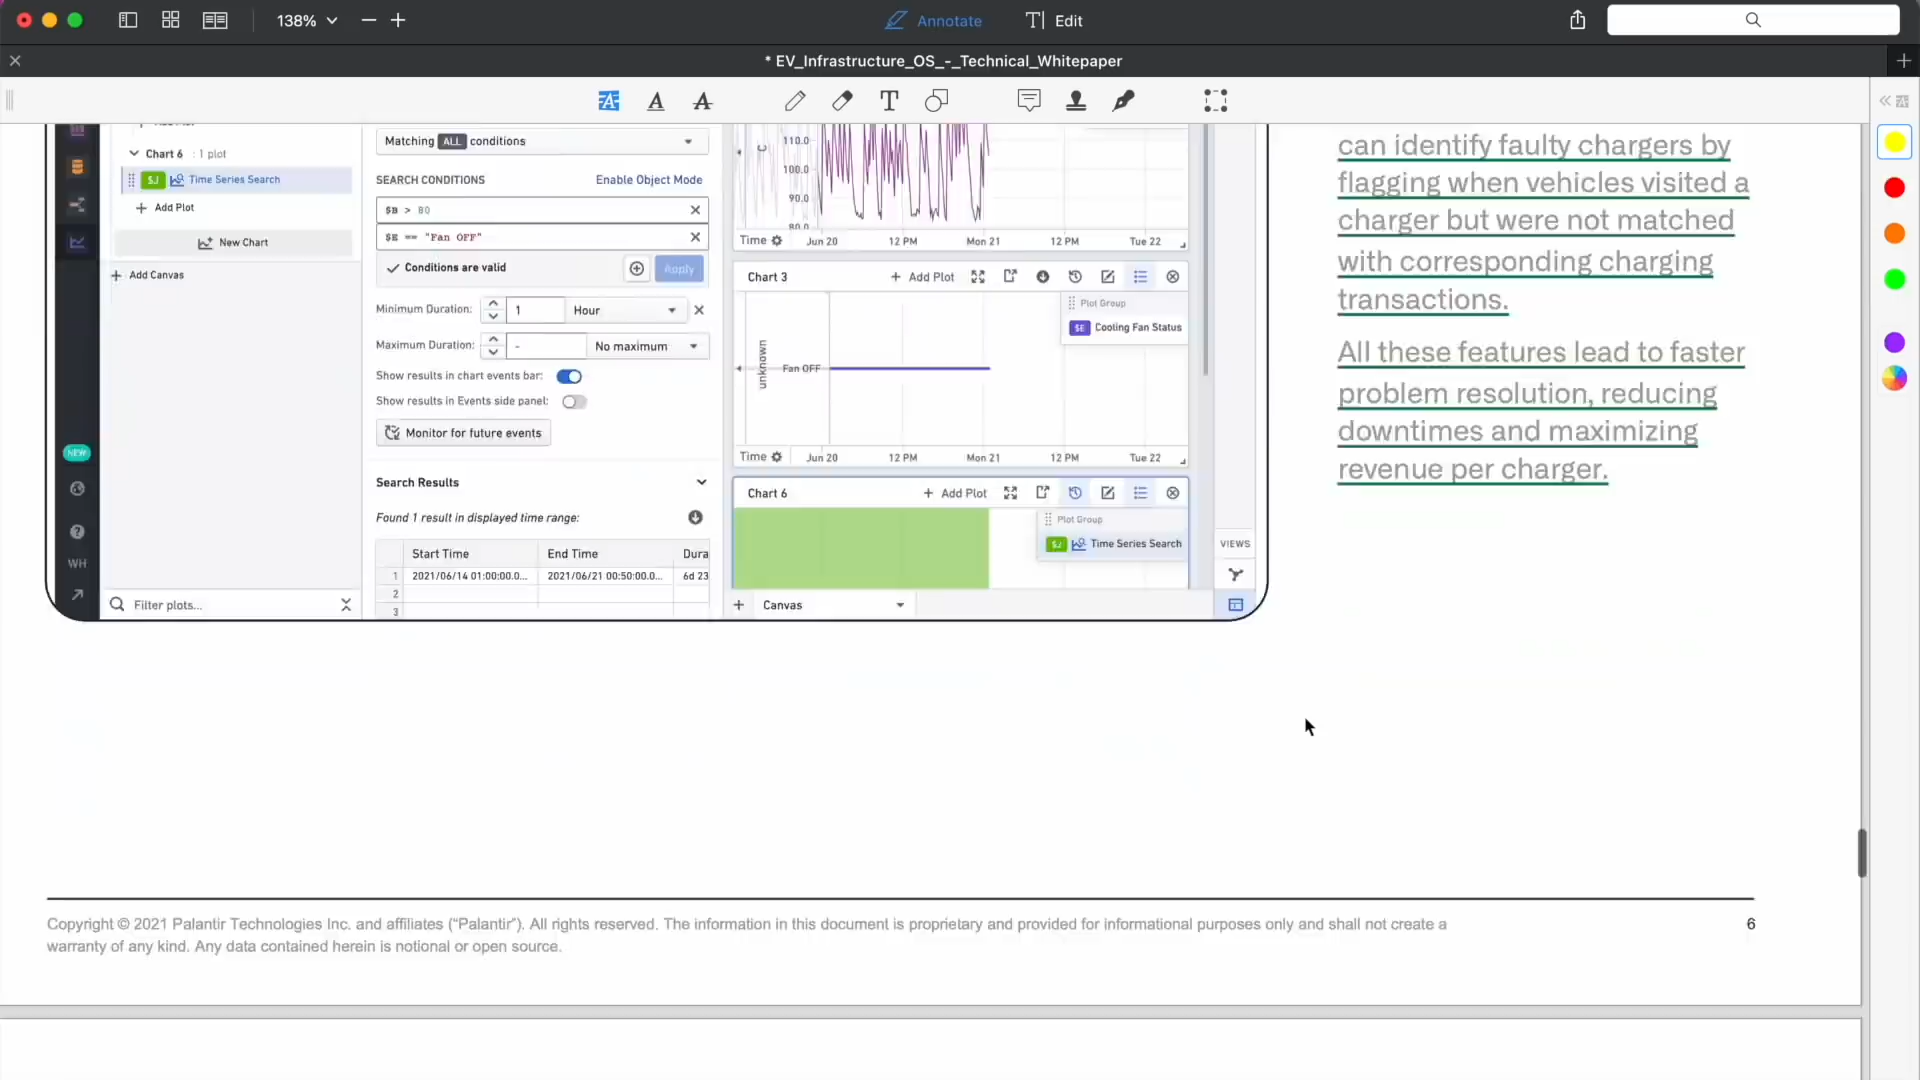 138%
Annotate
Edit
* EV_Infrastructure_OS_-_Technical_Whitepaper
Chart 6 : 1 plot
$J Time Series Search
+ Add Plot
New Chart
+ Add Canvas
NEW
WH
Filter plots...
Matching ALL conditions
SEARCH CONDITIONS
Enable Object Mode
$B > 80
$E == "Fan OFF"
Conditions are valid
Apply
Minimum Duration: 1 Hour
Maximum Duration: - No maximum
Show results in chart events bar:
Show results in Events side panel:
Monitor for future events
Search Results
Found 1 result in displayed time range:
Start Time End Time Dura
1 2021/06/14 01:00:00.0... 2021/06/21 00:50:00.0... 6d 23
2
3
110.0
C
100.0
90.0
80.0
Time Jun 20 12 PM Mon 21 12 PM Tue 22
Chart 3 + Add Plot
Plot Group
$E Cooling Fan Status
unknown
Fan OFF
Time Jun 20 12 PM Mon 21 12 PM Tue 22
Chart 6 + Add Plot
Plot Group
$J Time Series Search
+ Canvas
VIEWS
can identify faulty chargers by
flagging when vehicles visited a
charger but were not matched
with corresponding charging
transactions.
All these features lead to faster
problem resolution, reducing
downtimes and maximizing
revenue per charger.
Copyright © 2021 Palantir Technologies Inc. and affiliates (“Palantir”). All rights reserved. The information in this document is proprietary and provided for informational purposes only and shall not create a
warranty of any kind. Any data contained herein is notional or open source.
6